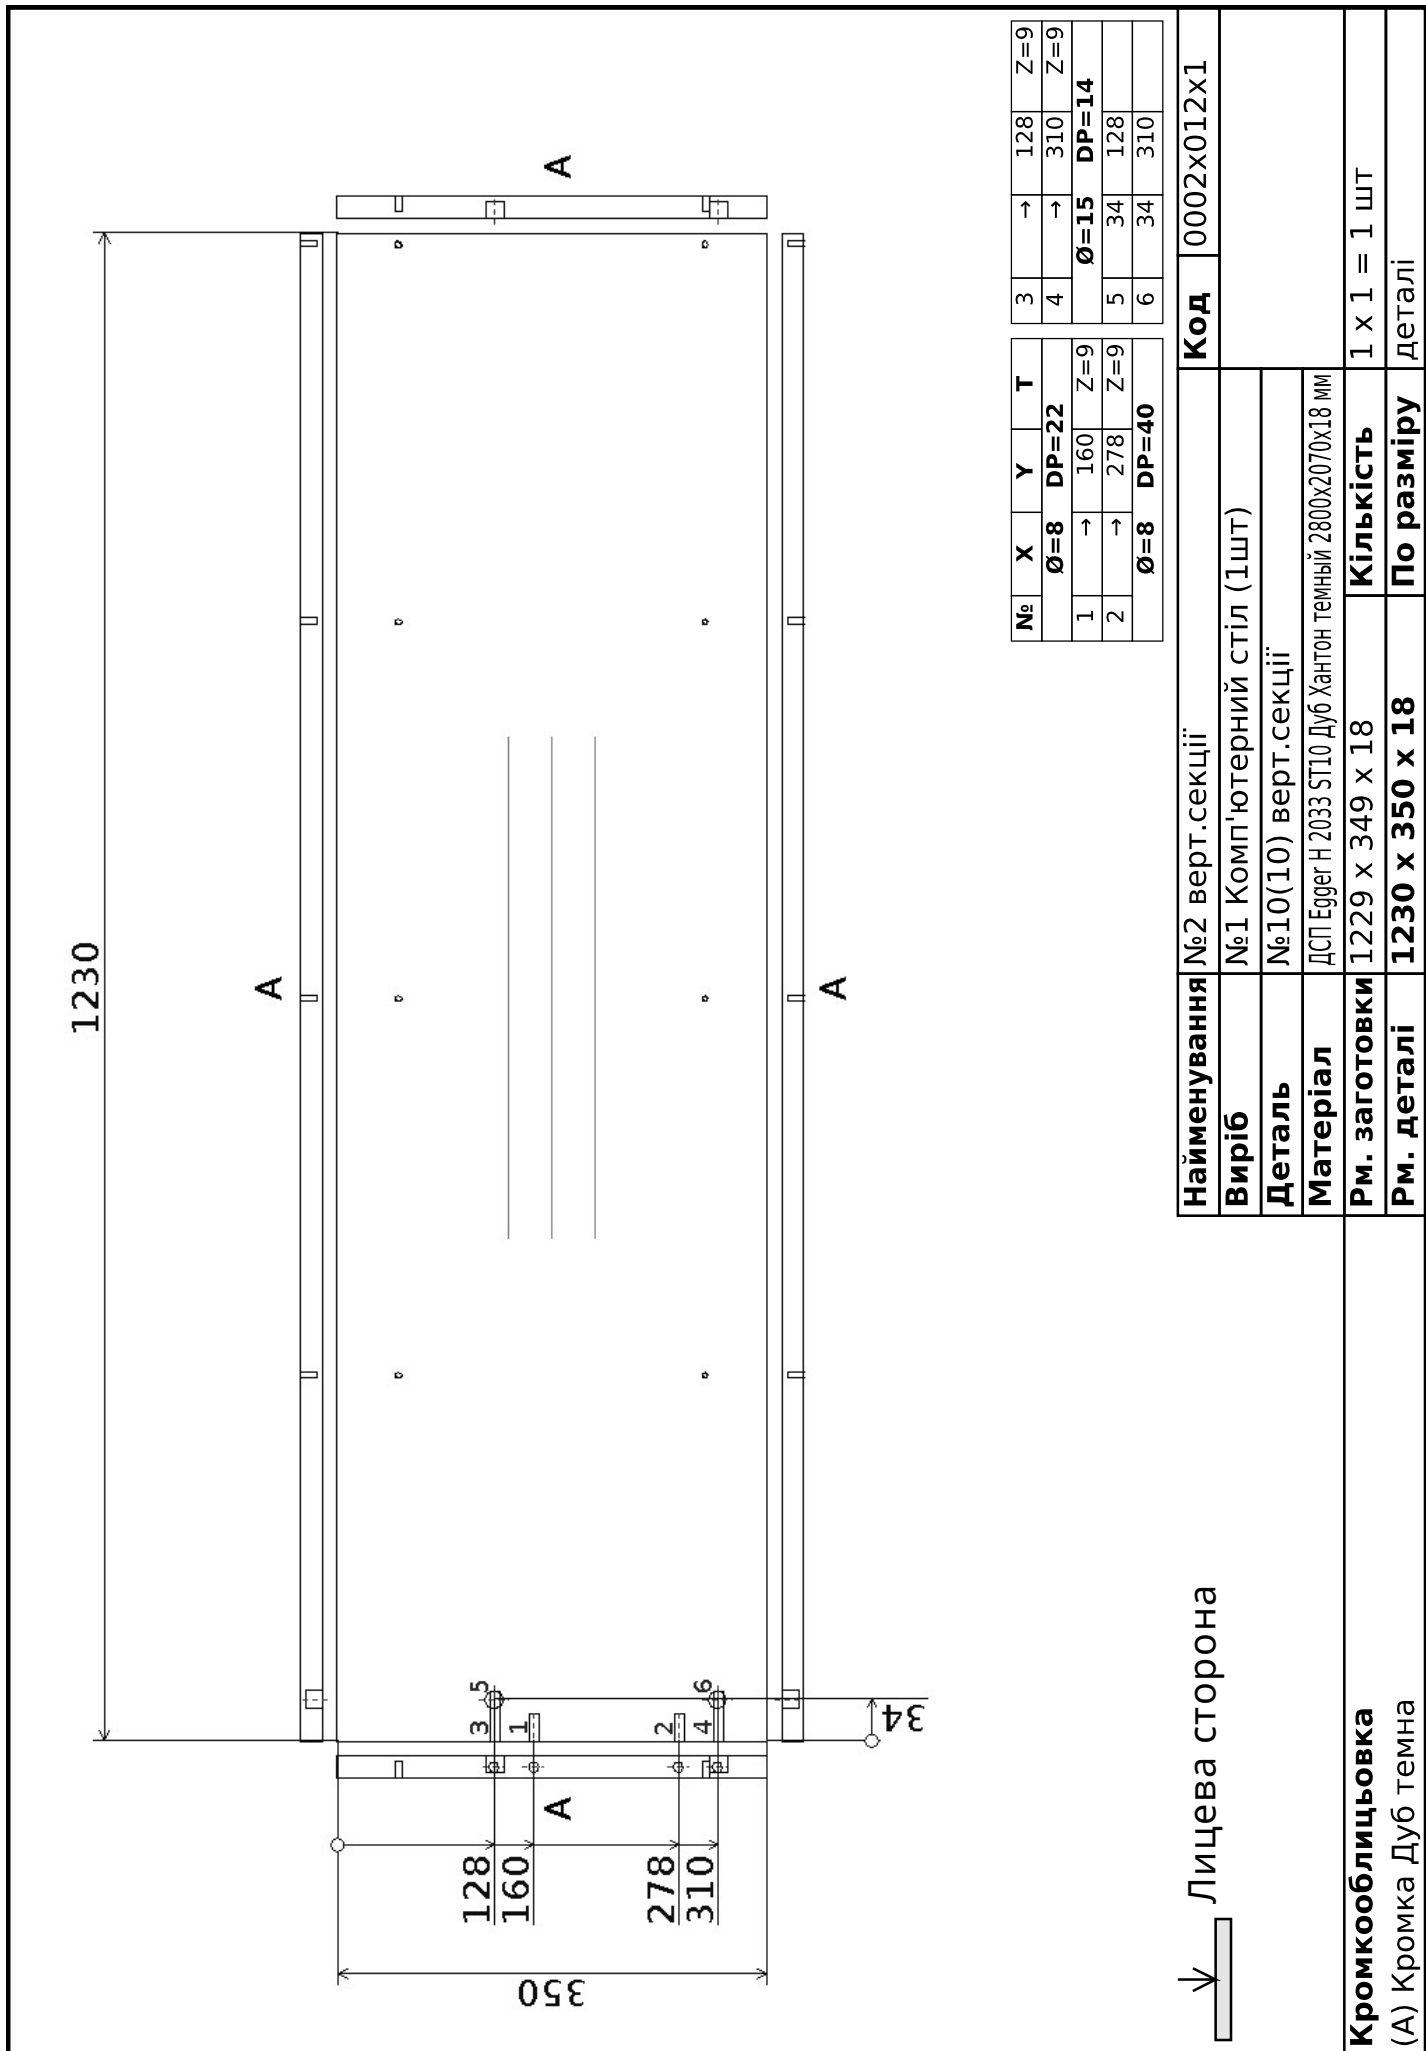 1230
A
A
A
A
3
1
2
4
5
6
34
128
160
278
310
350
№ X Y T
Ø=8 DP=22
1 → 160 Z=9
2 → 278 Z=9
Ø=8 DP=40
3 → 128 Z=9
4 → 310 Z=9
Ø=15 DP=14
5 34 128
6 34 310
Лицева сторона
Найменування №2 верт.секції Код 0002x012x1
Виріб №1 Комп'ютерний стіл (1шт)
Деталь №10(10) верт.секції
Матеріал ДСП Egger H 2033 ST10 Дуб Хантон темный 2800x2070x18 мм
Кромкооблицьовка Рм. заготовки 1229 x 349 x 18 Кількість 1 x 1 = 1 шт
(A) Кромка Дуб темна Рм. деталі 1230 x 350 x 18 По разміру деталі